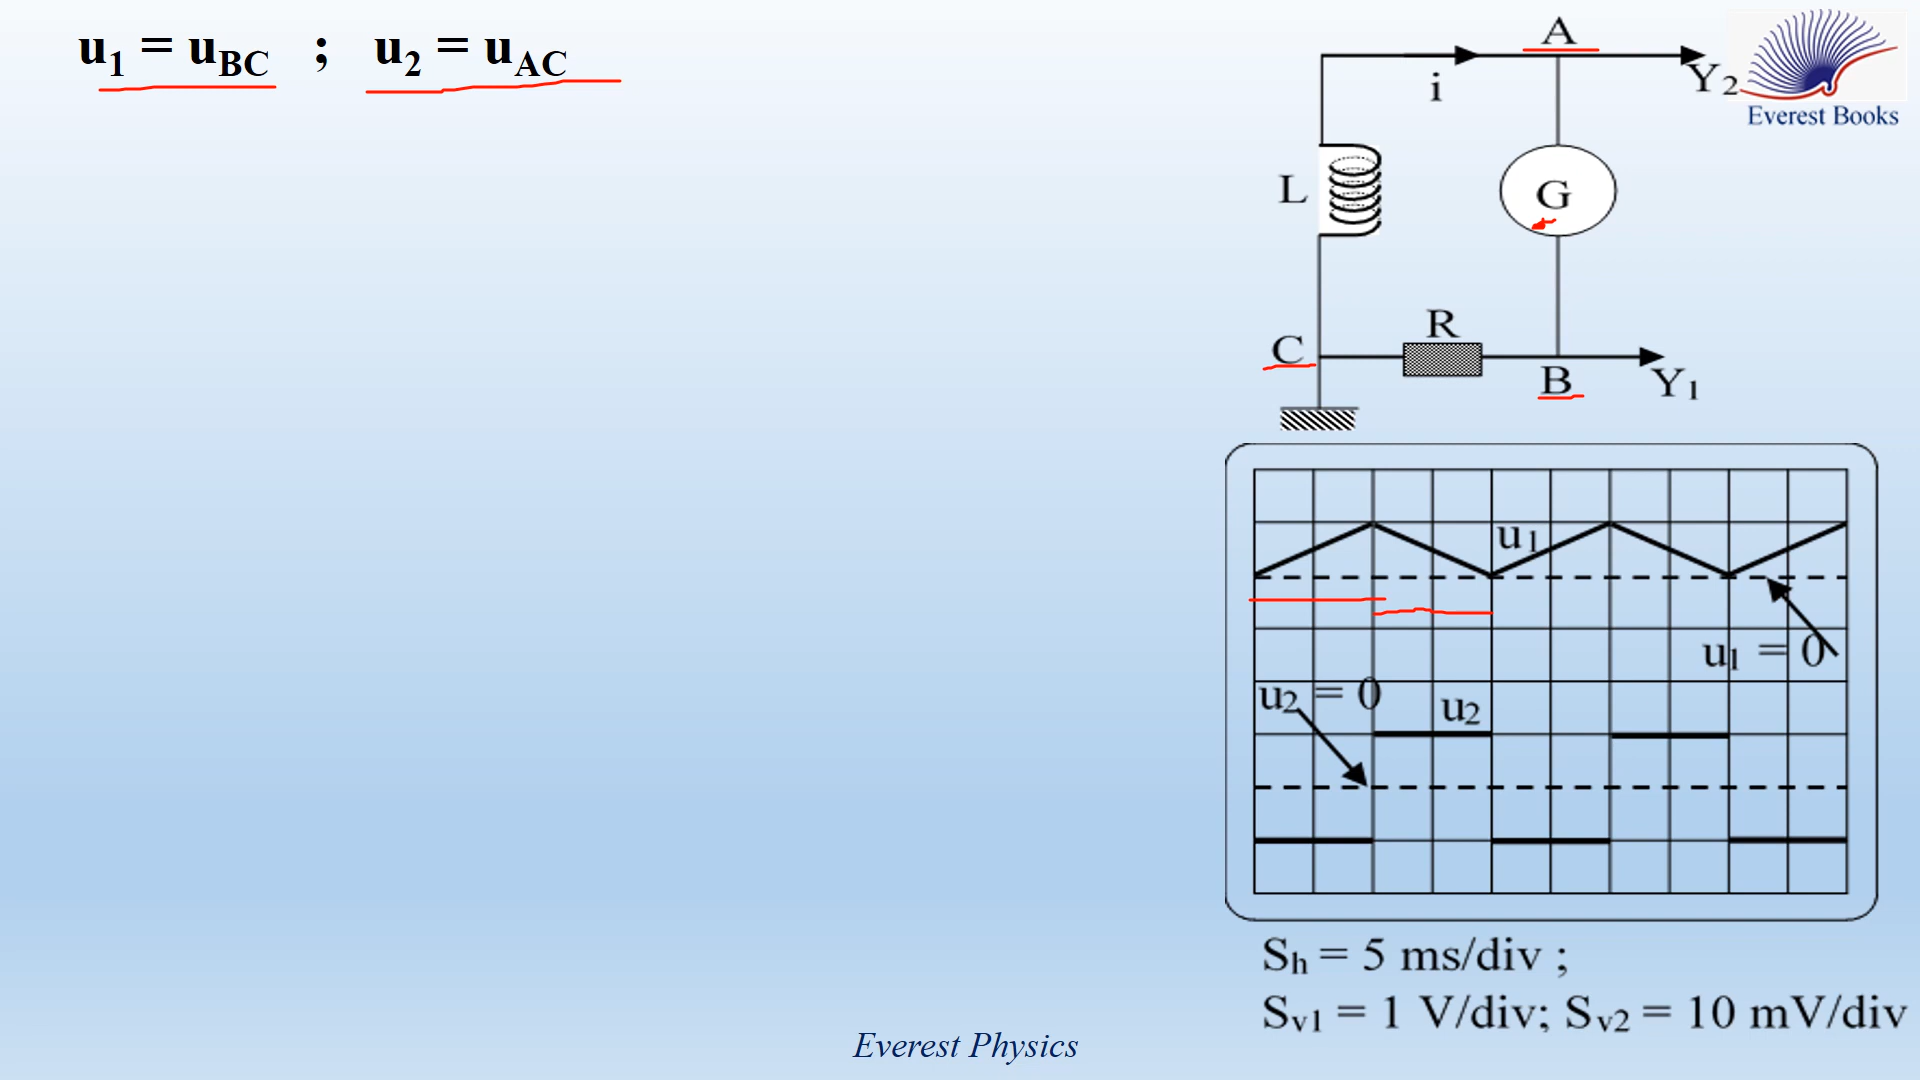 u₁ = u_BC ; u₂ = u_AC
A
i
Y₂
Everest Books
L
G
R
C
B
Y₁
u₁
u₁ = 0
u₂ = 0
u₂
Sₕ = 5 ms/div ;
Sᵥ₁ = 1 V/div; Sᵥ₂ = 10 mV/div
Everest Physics